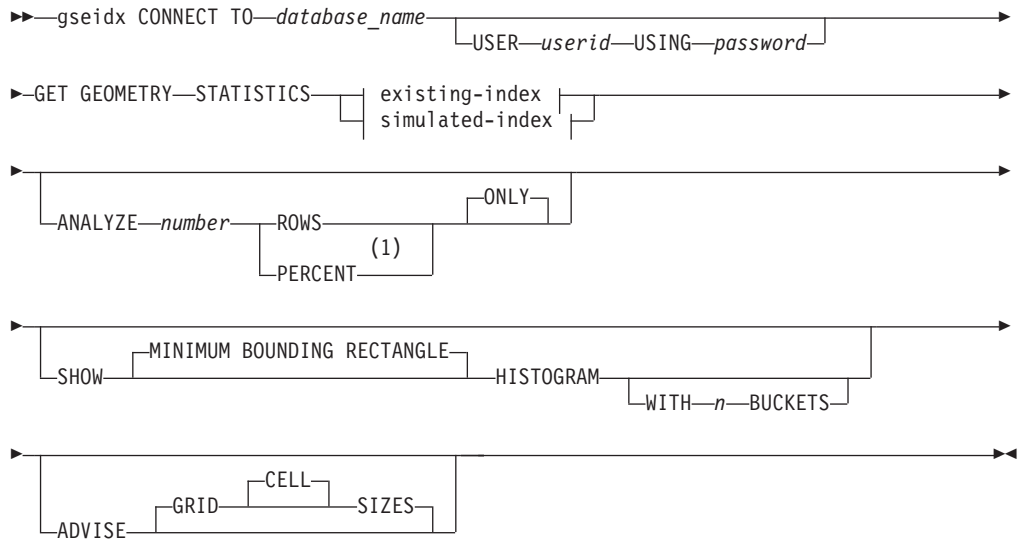 gseidx CONNECT TO database_name
USER userid USING password
GET GEOMETRY STATISTICS existing-index
simulated-index
ONLY
ANALYZE number ROWS
(1)
PERCENT
MINIMUM BOUNDING RECTANGLE
SHOW HISTOGRAM
WITH n BUCKETS
CELL
GRID SIZES
ADVISE